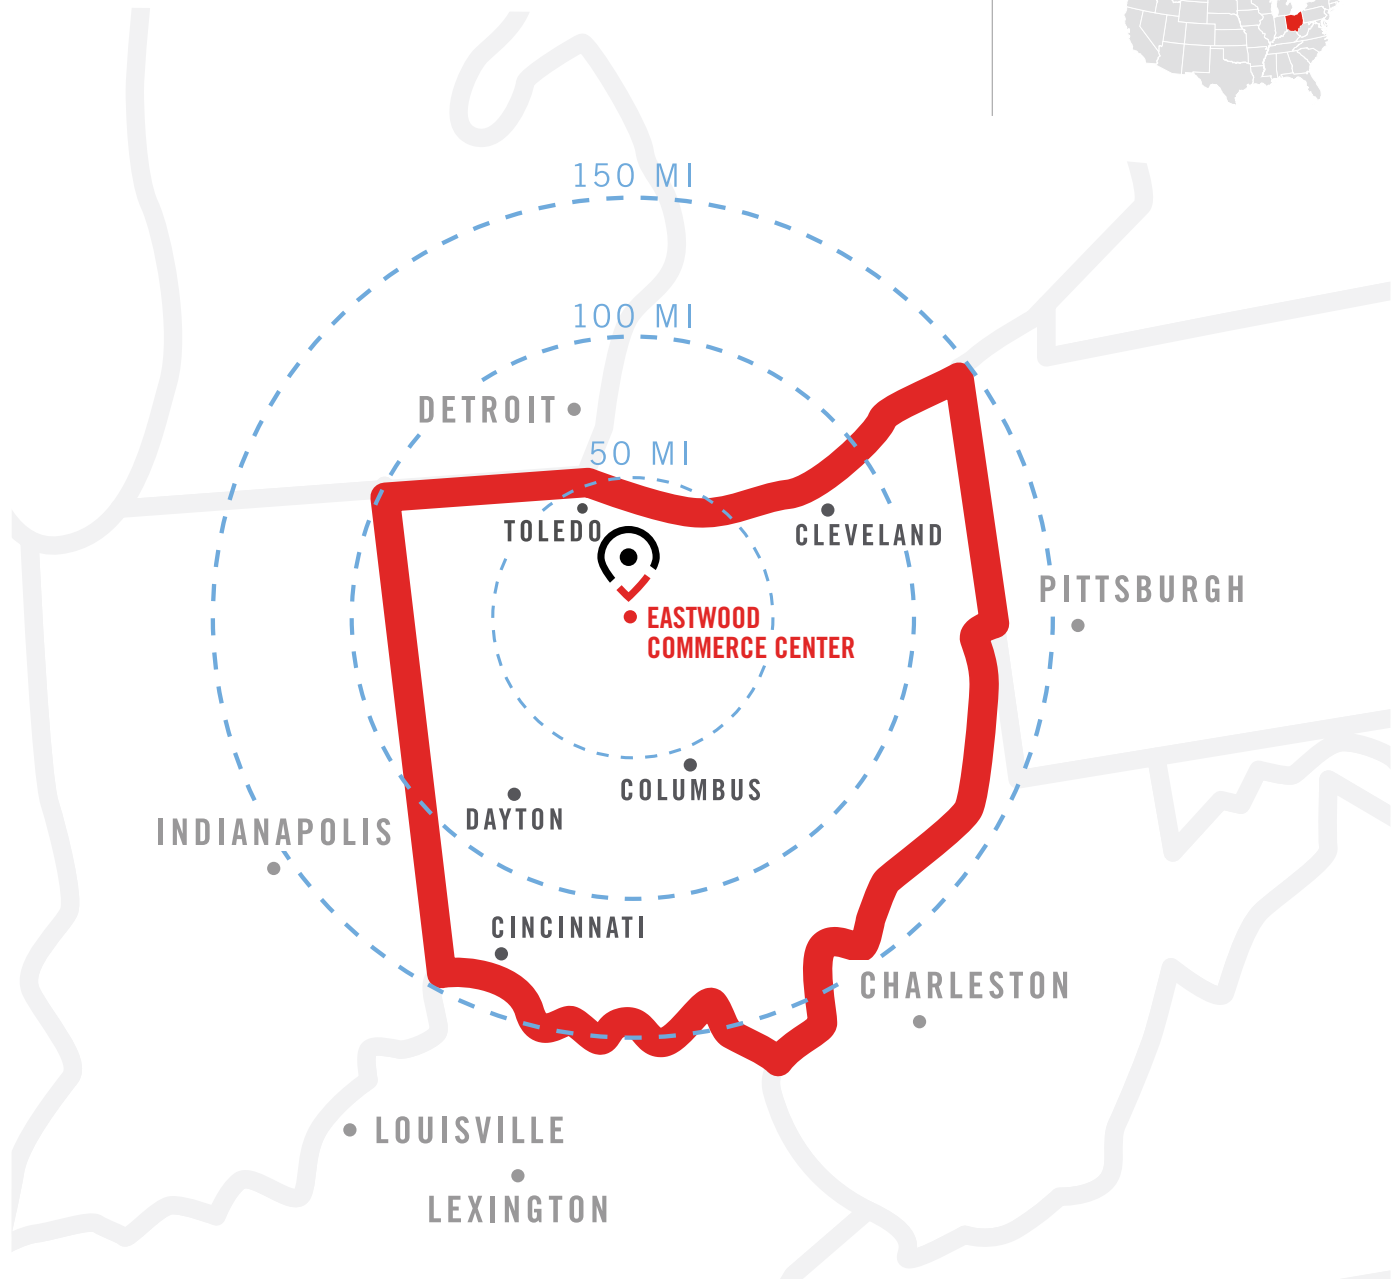 150 MI
100 MI
DETROIT
50 MI
TOLEDO
CLEVELAND
PITTSBURGH
EASTWOOD
COMMERCE CENTER
COLUMBUS
DAYTON
INDIANAPOLIS
CINCINNATI
CHARLESTON
LOUISVILLE
LEXINGTON